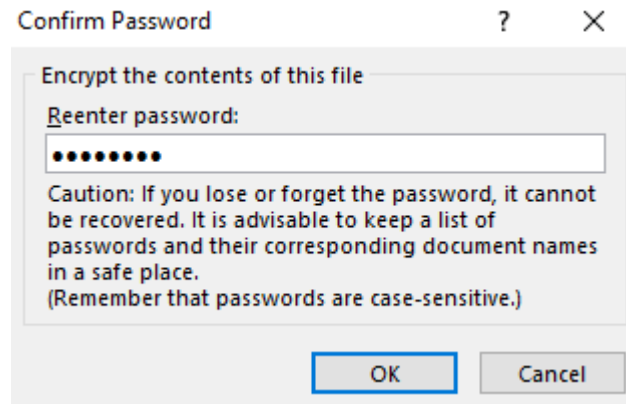 Confirm Password ?
Encrypt the contents of this file
Reenter password:
Caution: If you lose or forget the password, it cannot
be recovered. It is advisable to keep a list of
passwords and their corresponding document names
in a safe place.
(Remember that passwords are case-sensitive.)
OK Cancel